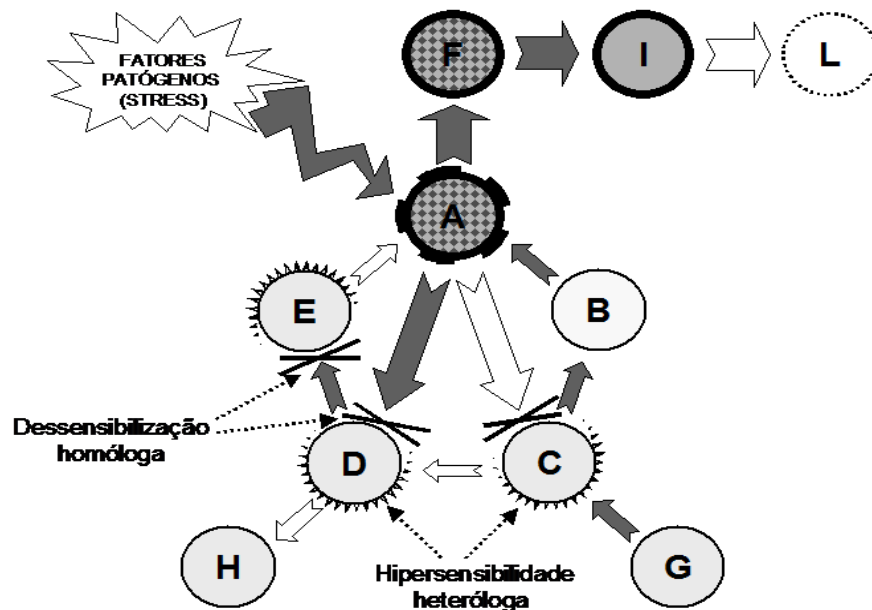 FATORES
PATÓGENOS
(STRESS)
F
I
L
A
E
B
Dessensibilização
homóloga
D
C
H
Hipersensibilidade
heteróloga
G